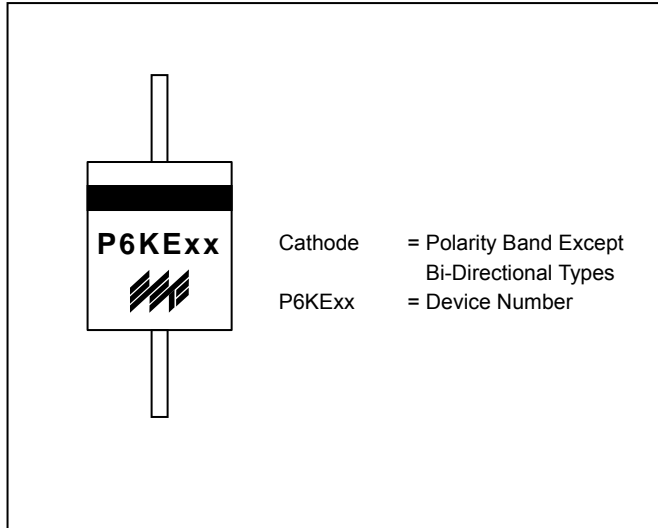 P6KExx
Cathode = Polarity Band Except
Bi-Directional Types
P6KExx = Device Number